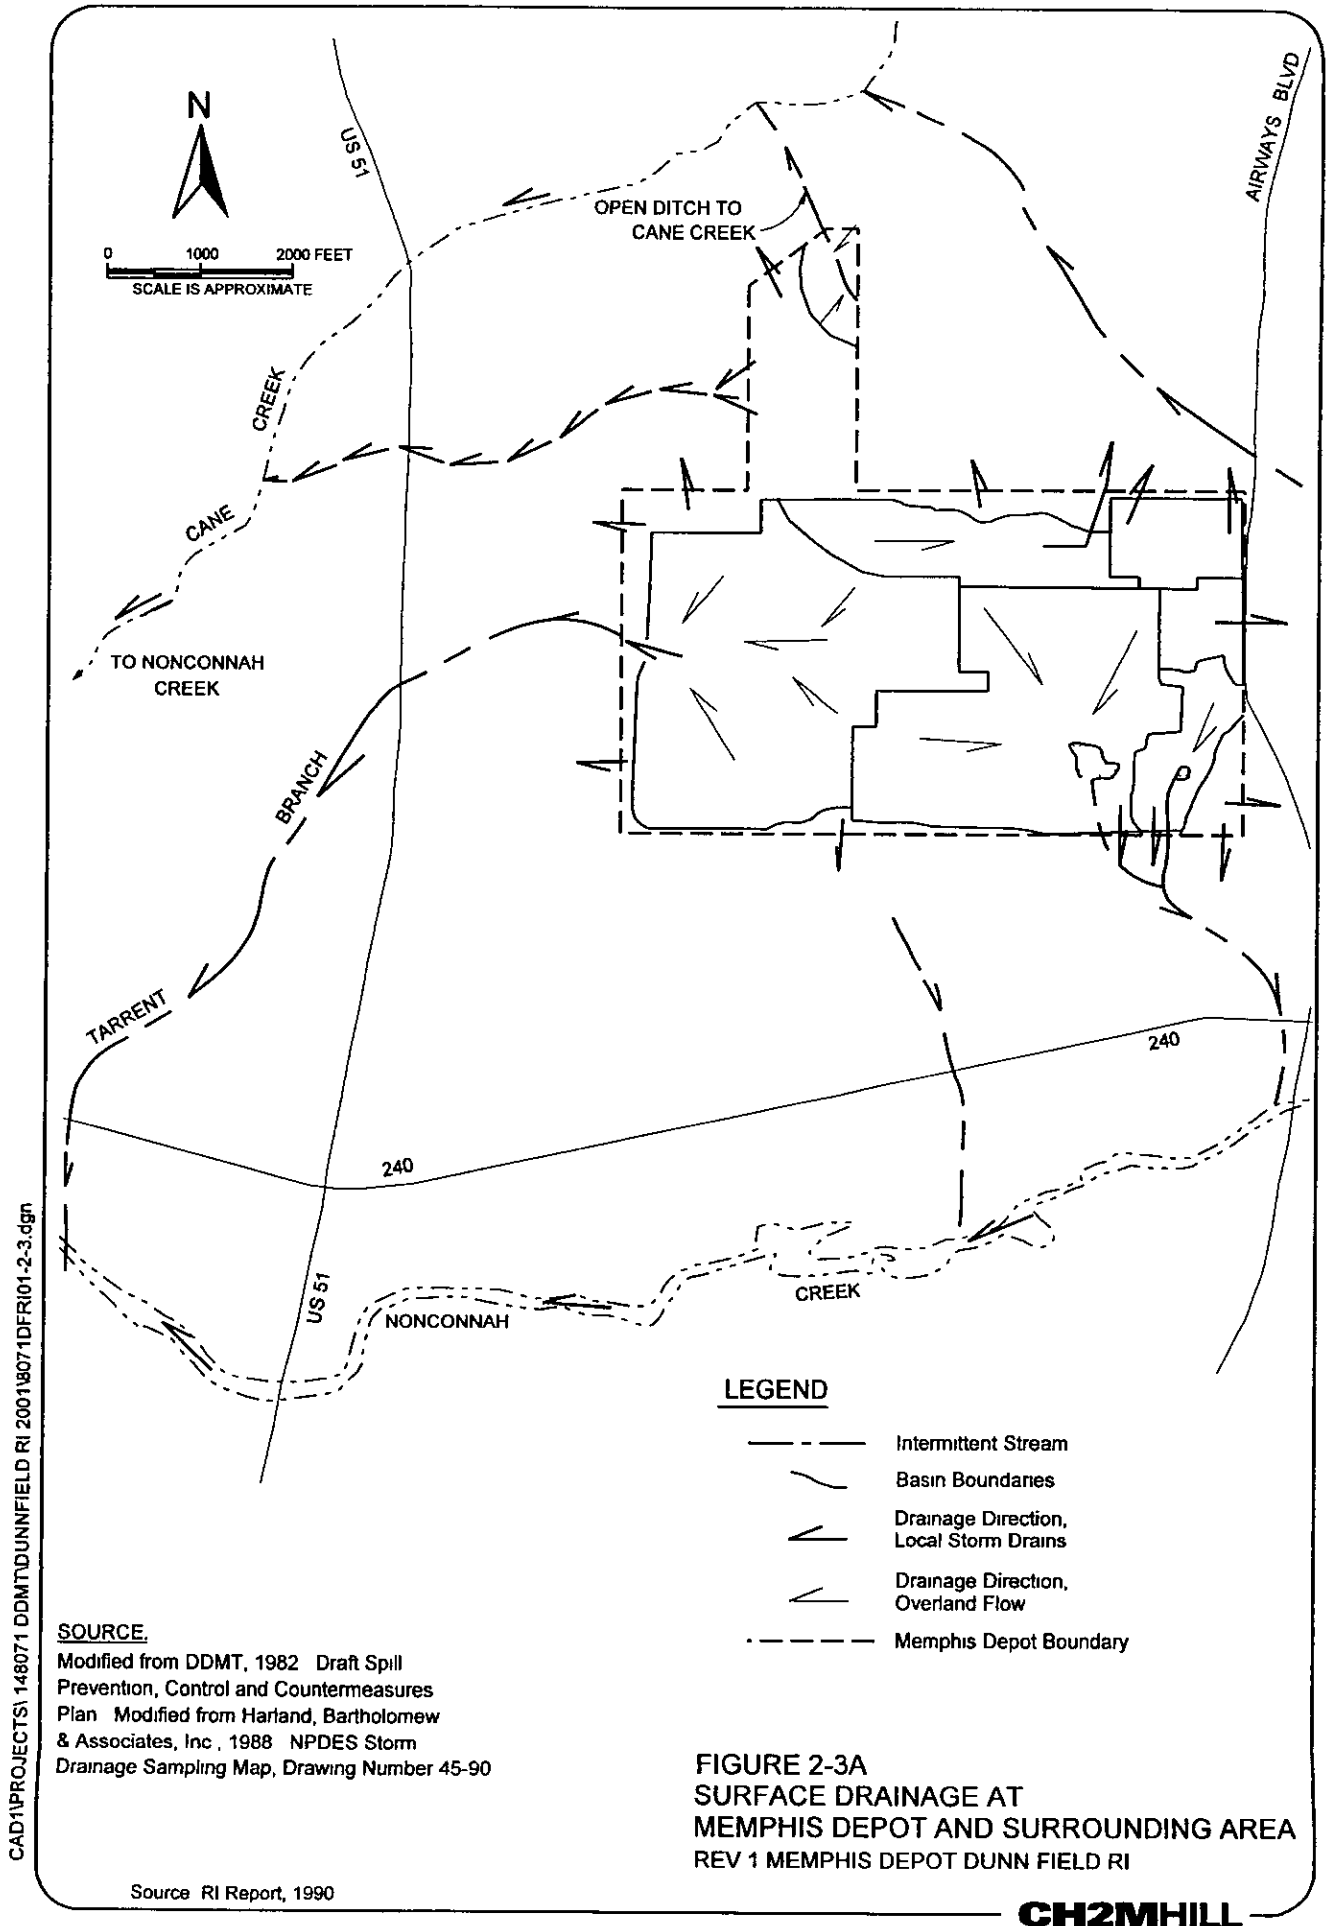 N
US 51
AIRWAYS BLVD
OPEN DITCH TO
CANE CREEK
0 1000 2000 FEET
SCALE IS APPROXIMATE
CREEK
CANE
TO NONCONNAH
CREEK
BRANCH
TARRENT
240
240
US 51
NONCONNAH
CREEK
LEGEND
Intermittent Stream
Basin Boundaries
Drainage Direction,
Local Storm Drains
Drainage Direction,
Overland Flow
Memphis Depot Boundary
SOURCE.
Modified from DDMT, 1982 Draft Spill
Prevention, Control and Countermeasures
Plan Modified from Harland, Bartholomew
& Associates, Inc , 1988 NPDES Storm
Drainage Sampling Map, Drawing Number 45-90
FIGURE 2-3A
SURFACE DRAINAGE AT
MEMPHIS DEPOT AND SURROUNDING AREA
REV 1 MEMPHIS DEPOT DUNN FIELD RI
Source RI Report, 1990
CH2MHILL
CAD1\PROJECTS\ 148071 DDMT\DUNNFIELD RI 2001\8071DFRI01-2-3.dgn